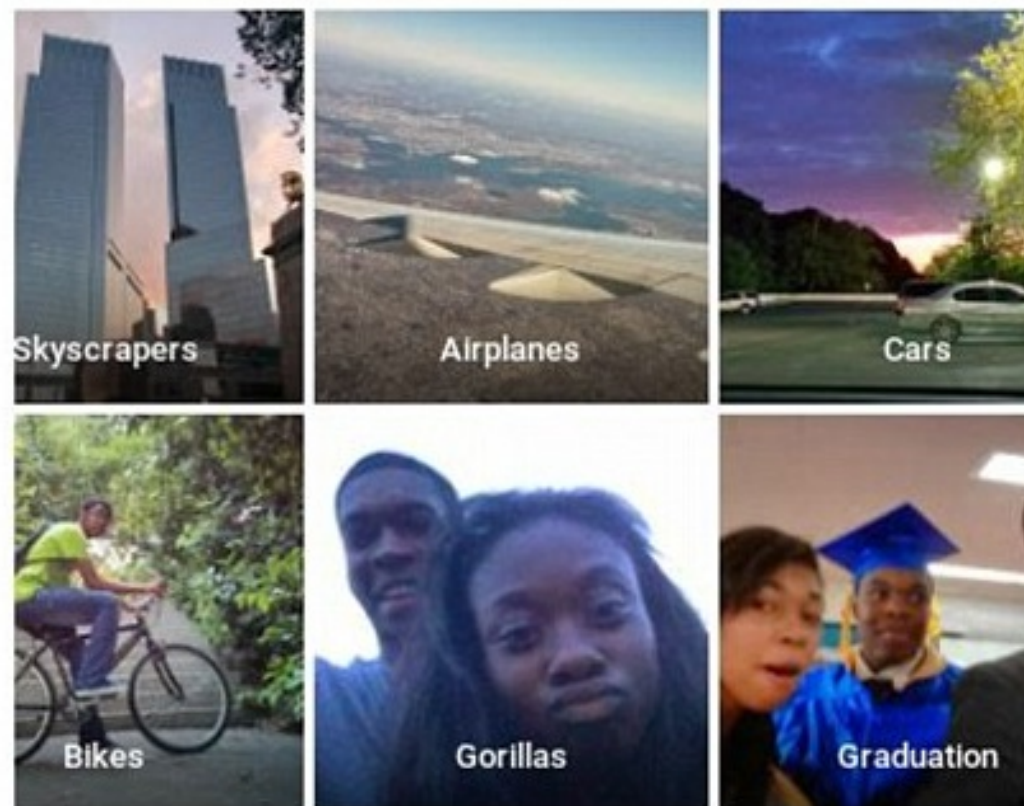 Skyscrapers
Airplanes
Cars
Bikes
Gorillas
Graduation